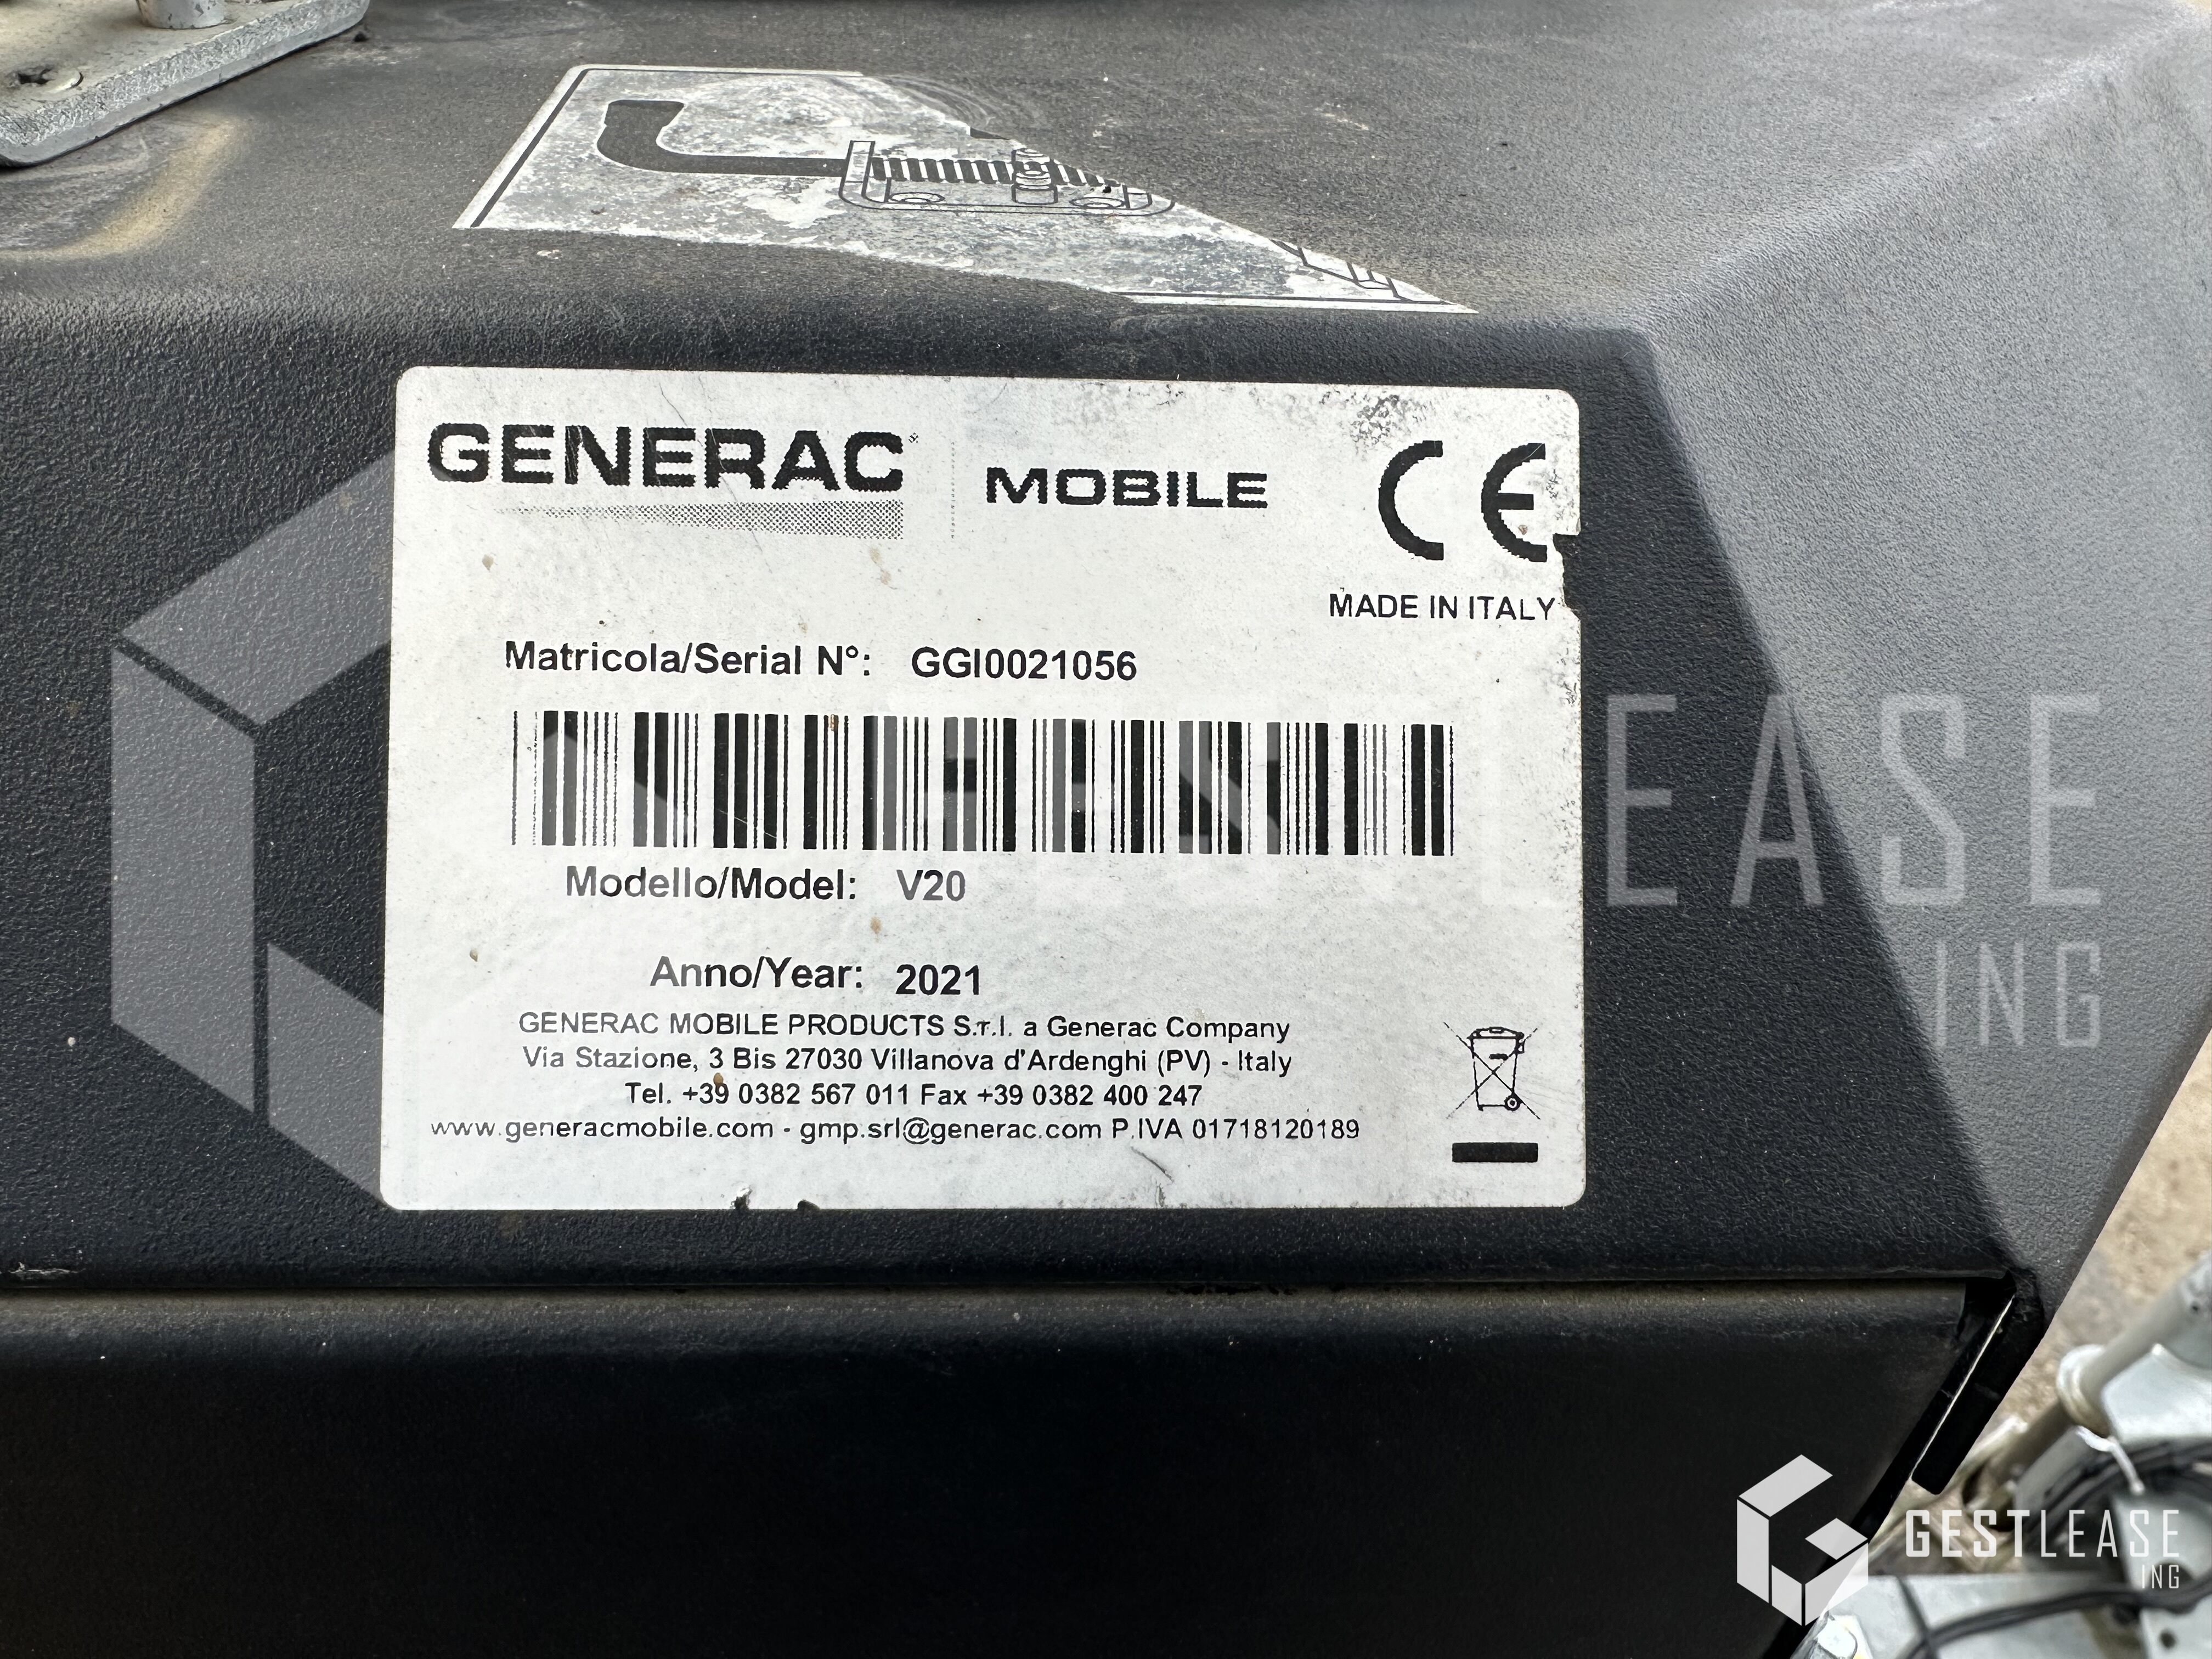 GENERAC MOBILE CE
MADE IN ITALY
Matricola/Serial N°: GGI0021056
Modello/Model: V20
Anno/Year: 2021
GENERAC MOBILE PRODUCTS S.r.l. a Generac Company
Via Stazione, 3 Bis 27030 Villanova d'Ardenghi (PV) - Italy
Tel. +39 0382 567 011 Fax +39 0382 400 247
www.generacmobile.com - gmp.srl@generac.com P.IVA 01718120189
GESTLEASE
ING
GESTLEASE
ING